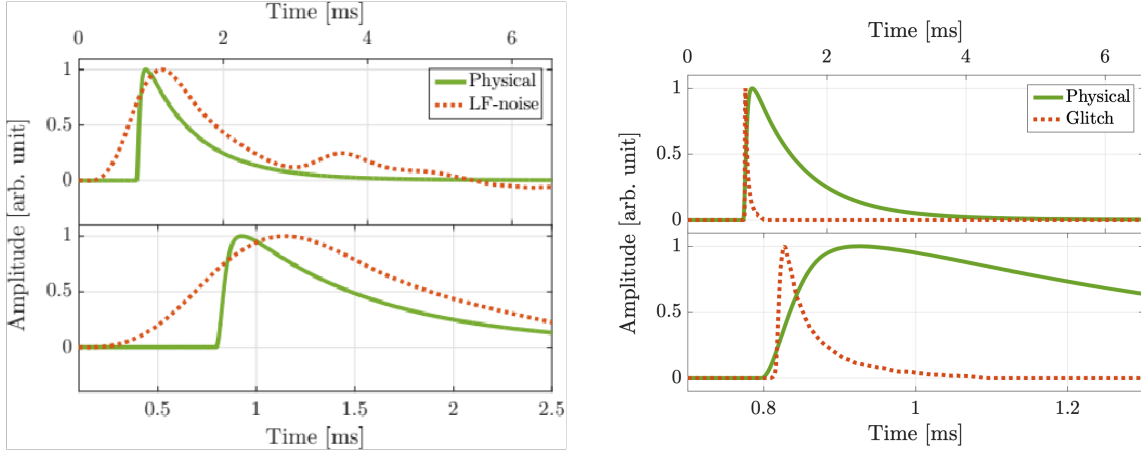 Time [ms]
0 2 4 6
1
0.5
0
Physical
LF-noise
Amplitude [arb. unit]
1
0.5
0
0.5 1 1.5 2 2.5
Time [ms]
Time [ms]
0 2 4 6
1
0.5
0
Physical
Glitch
Amplitude [arb. unit]
1
0.5
0
0.8 1 1.2
Time [ms]